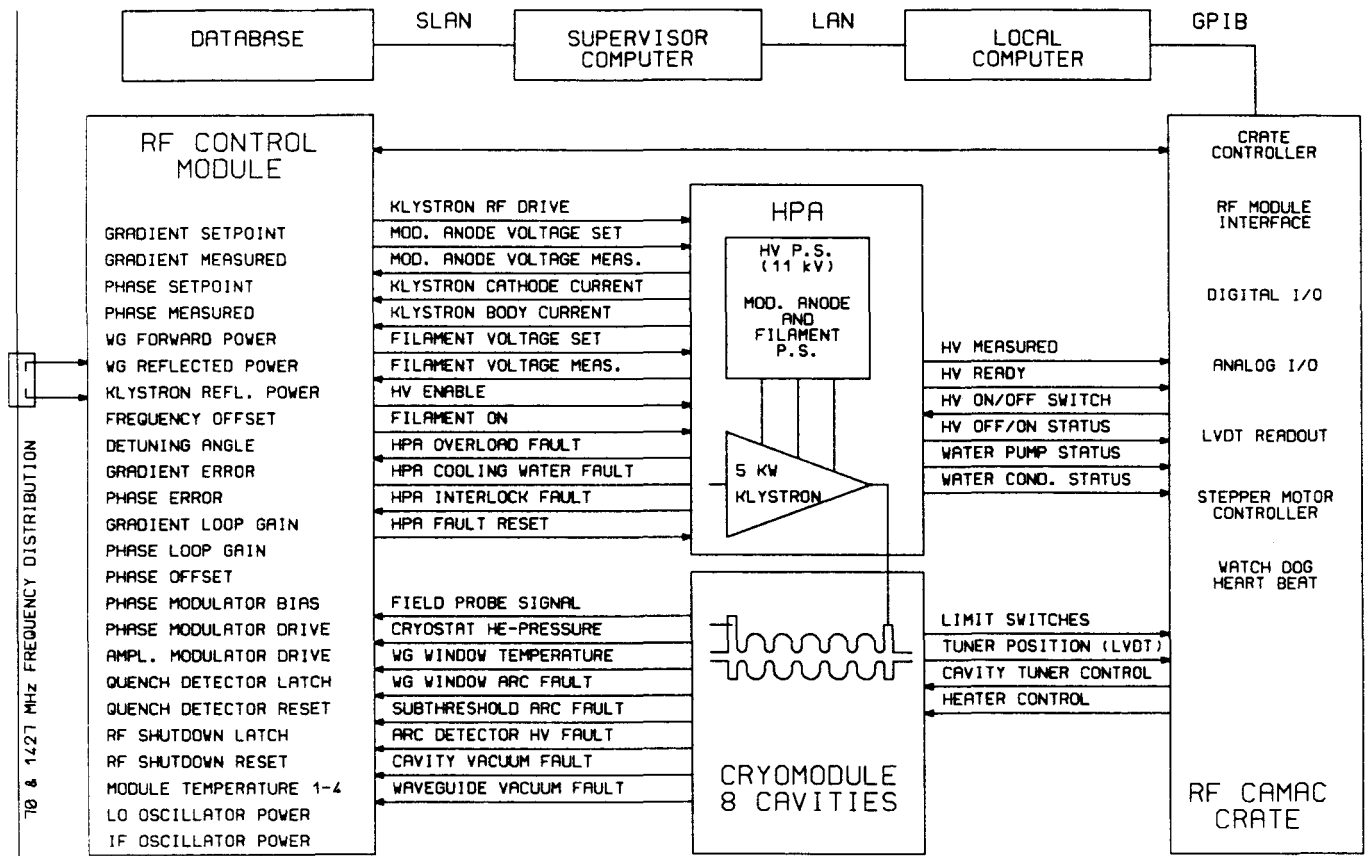 SLAN
LAN
GPIB
DATABASE
SUPERVISOR
COMPUTER
LOCAL
COMPUTER
RF CONTROL
MODULE
GRADIENT SETPOINT
GRADIENT MEASURED
PHASE SETPOINT
PHASE MEASURED
WG FORWARD POWER
WG REFLECTED POWER
KLYSTRON REFL. POWER
FREQUENCY OFFSET
DETUNING ANGLE
GRADIENT ERROR
PHASE ERROR
GRADIENT LOOP GAIN
PHASE LOOP GAIN
PHASE OFFSET
PHASE MODULATOR BIAS
PHASE MODULATOR DRIVE
AMPL. MODULATOR DRIVE
QUENCH DETECTOR LATCH
QUENCH DETECTOR RESET
RF SHUTDOWN LATCH
RF SHUTDOWN RESET
MODULE TEMPERATURE 1-4
LO OSCILLATOR POWER
IF OSCILLATOR POWER
70 & 1427 MHz FREQUENCY DISTRIBUTION
KLYSTRON RF DRIVE
MOD. ANODE VOLTAGE SET
MOD. ANODE VOLTAGE MEAS.
KLYSTRON CATHODE CURRENT
KLYSTRON BODY CURRENT
FILAMENT VOLTAGE SET
FILAMENT VOLTAGE MEAS.
HV ENABLE
FILAMENT ON
HPA OVERLOAD FAULT
HPA COOLING WATER FAULT
HPA INTERLOCK FAULT
HPA FAULT RESET
FIELD PROBE SIGNAL
CRYOSTAT HE-PRESSURE
WG WINDOW TEMPERATURE
WG WINDOW ARC FAULT
SUBTHRESHOLD ARC FAULT
ARC DETECTOR HV FAULT
CAVITY VACUUM FAULT
WAVEGUIDE VACUUM FAULT
HPA
HV P.S.
(11 kV)
MOD. ANODE
AND
FILAMENT
P.S.
5 KW
KLYSTRON
CRYOMODULE
8 CAVITIES
HV MEASURED
HV READY
HV ON/OFF SWITCH
HV OFF/ON STATUS
WATER PUMP STATUS
WATER COND. STATUS
LIMIT SWITCHES
TUNER POSITION (LVDT)
CAVITY TUNER CONTROL
HEATER CONTROL
CRATE
CONTROLLER
RF MODULE
INTERFACE
DIGITAL I/O
ANALOG I/O
LVDT READOUT
STEPPER MOTOR
CONTROLLER
WATCH DOG
HEART BEAT
RF CAMAC
CRATE